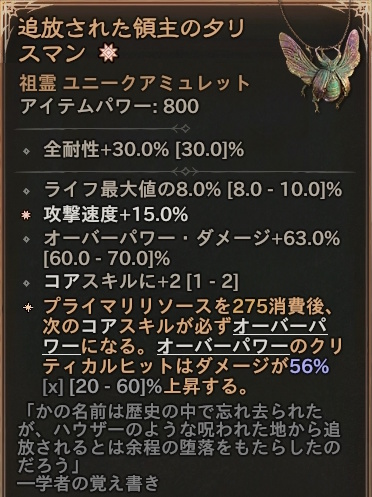 追放された領主のタリ
スマン
祖霊 ユニークアミュレット
アイテムパワー: 800
全耐性+30.0% [30.0]%
ライフ最大値の8.0% [8.0 - 10.0]%
攻撃速度+15.0%
オーバーパワー・ダメージ+63.0%
[60.0 - 70.0]%
コアスキルに+2 [1 - 2]
プライマリリソースを275消費後、
次のコアスキルが必ずオーバーパ
ワーになる。オーバーパワーのクリ
ティカルヒットはダメージが56%
[x] [20 - 60]%上昇する。
「かの名前は歴史の中で忘れ去られた
が、ハウザーのような呪われた地から追
放されるとは余程の堕落をもたらしたの
だろう」
―学者の覚え書き